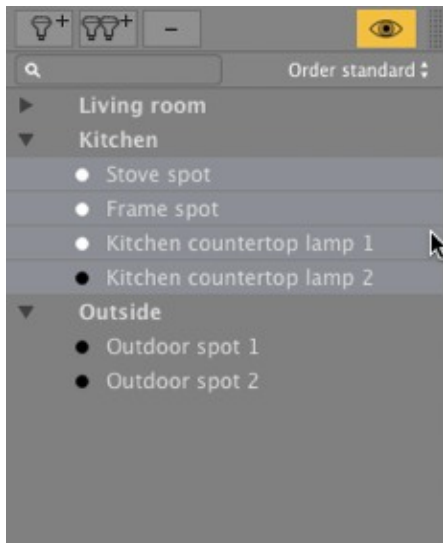 Order standard
Living room
Kitchen
Stove spot
Frame spot
Kitchen countertop lamp 1
Kitchen countertop lamp 2
Outside
Outdoor spot 1
Outdoor spot 2